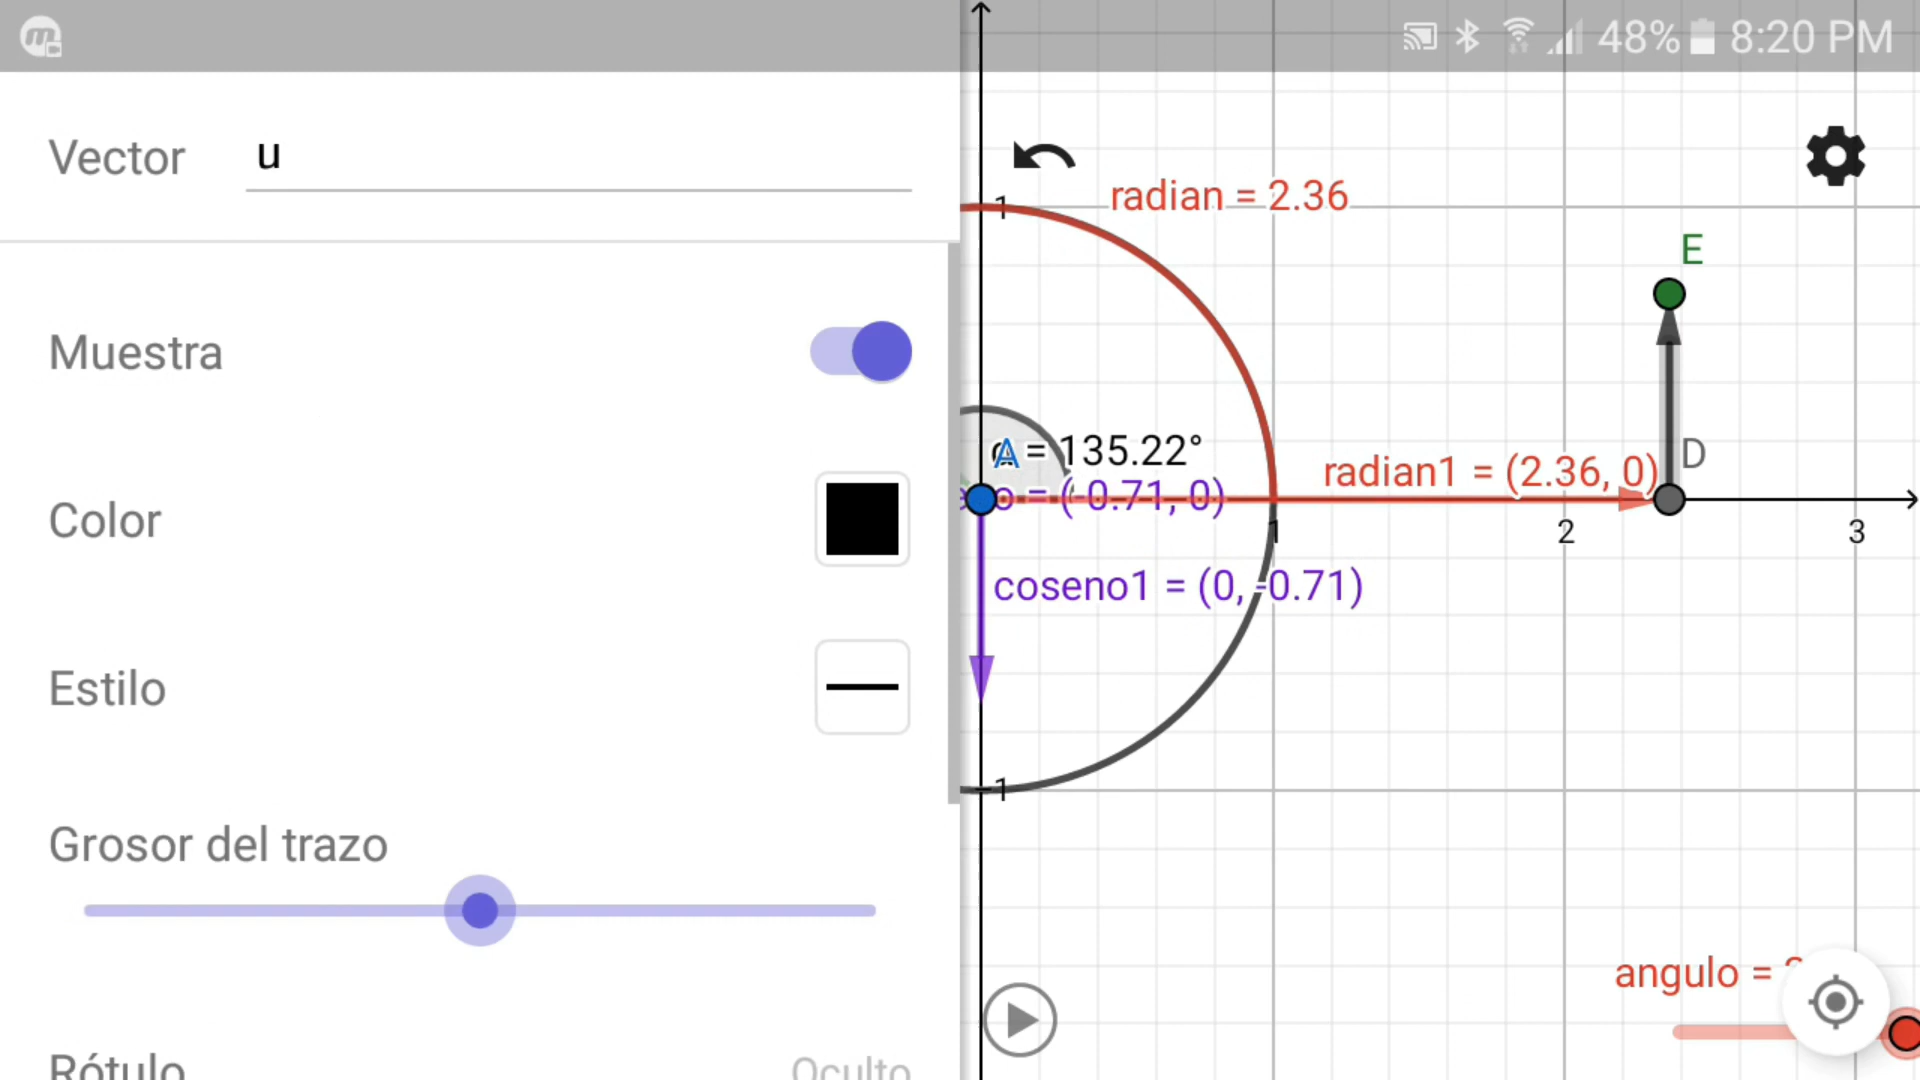 48% 8:20 PM
Vector u
Muestra
Color
Estilo
Grosor del trazo
Rótulo Oculto
1
radian = 2.36
E
A = 135.22°
o = (-0.71, 0)
radian1 = (2.36, 0)
D
1 2 3
coseno1 = (0, -0.71)
-1
angulo =